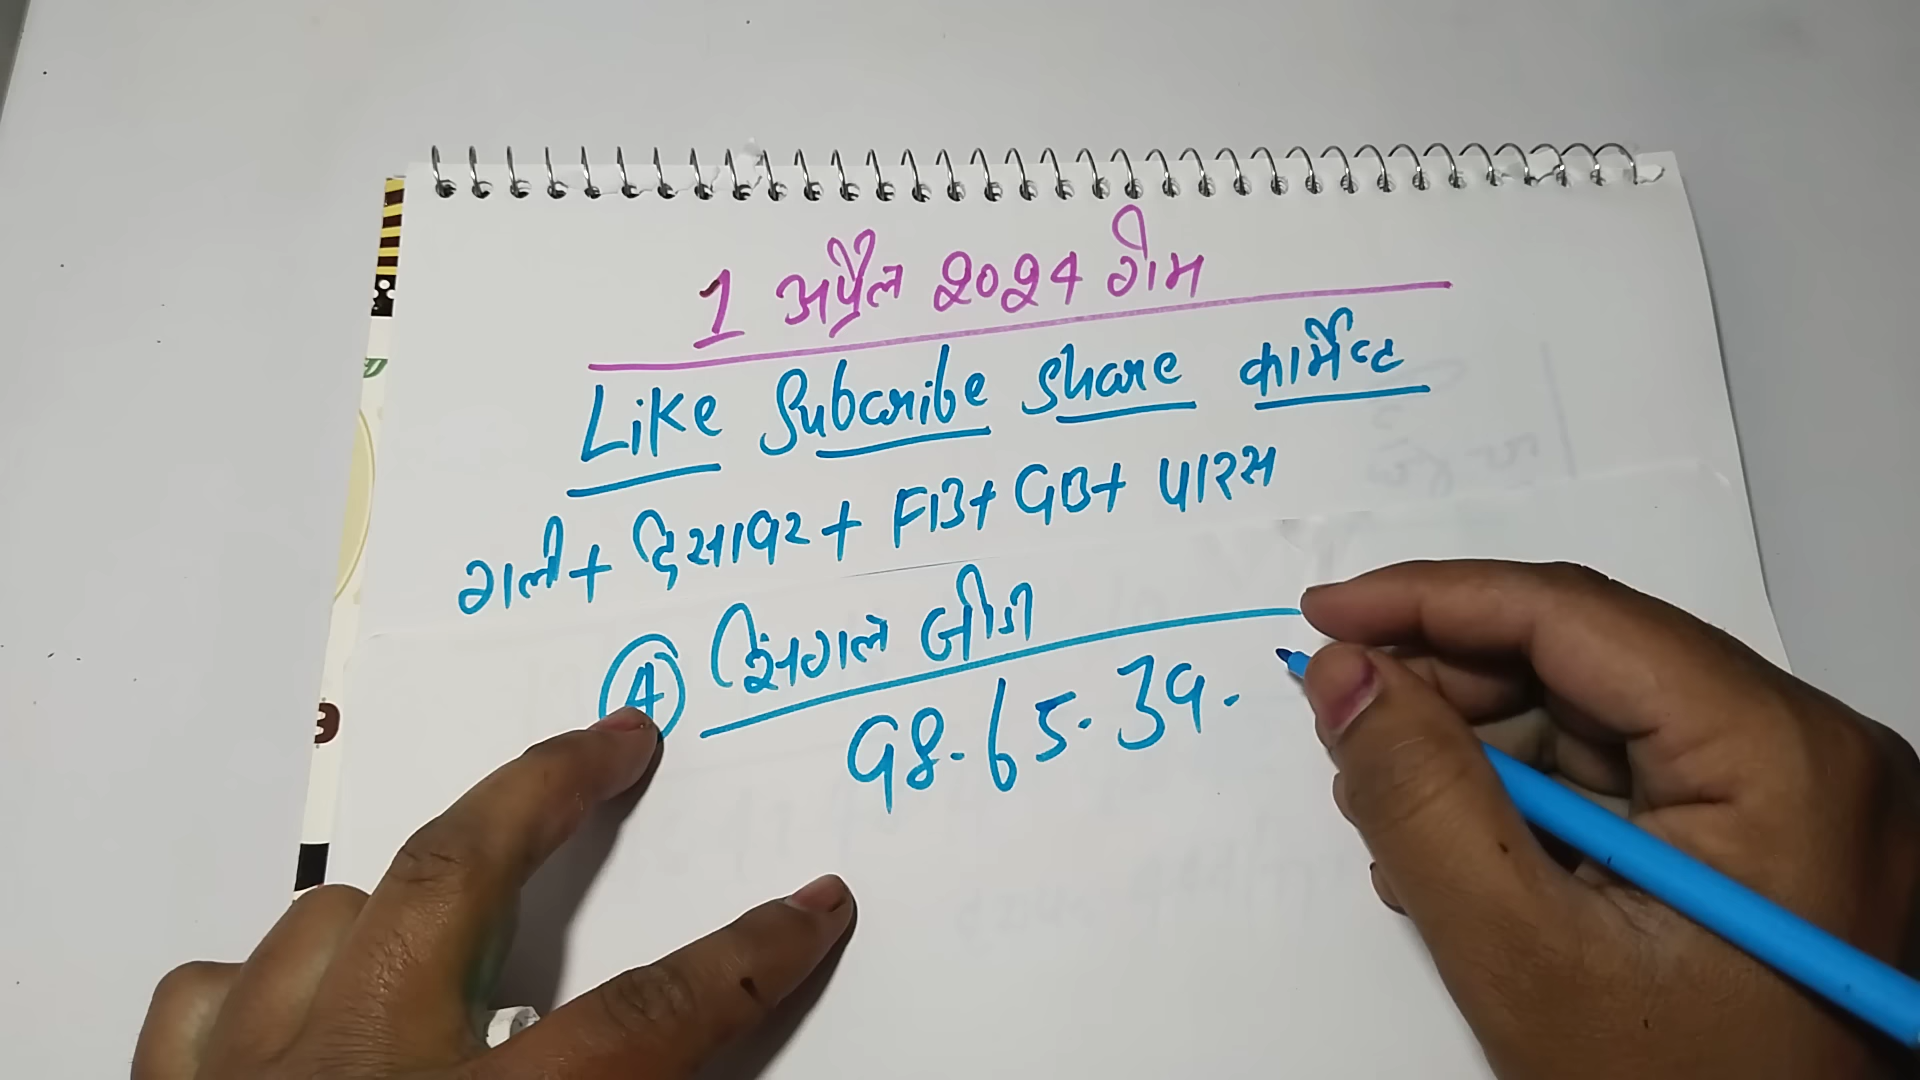 1 अप्रैल 2024 गेम
Like Subcribe Share कामेंन्ट
गली + दिसावर + FB + GB + पारस
4 सिंगल जोडी
98. 65. 39.